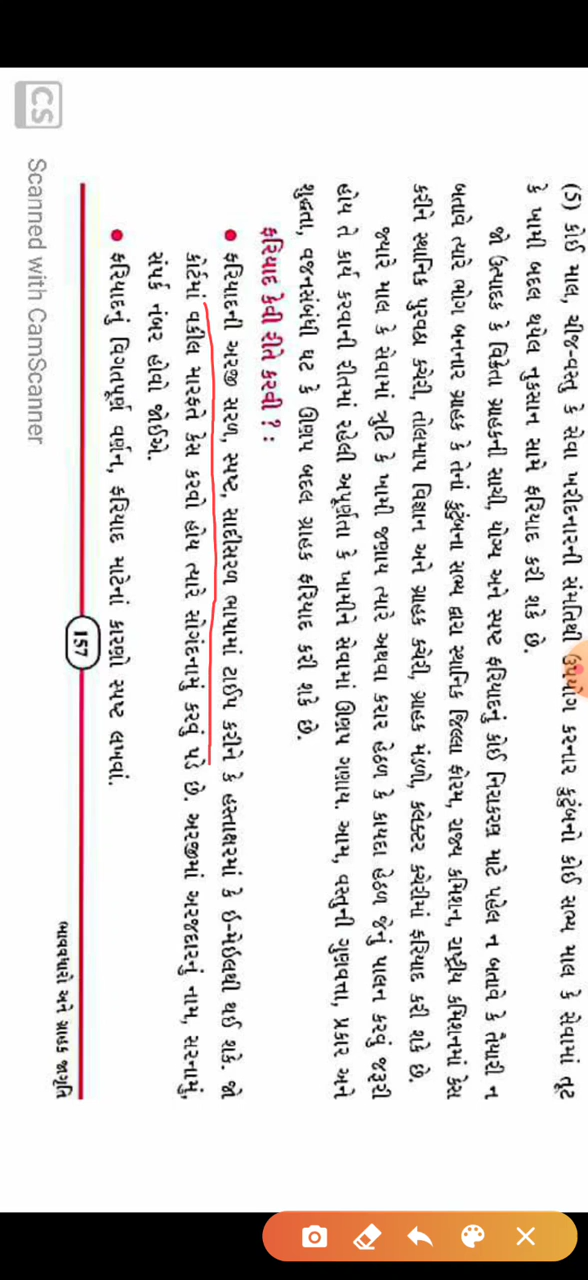 (5) કોઈ માલ, ચીજ-વસ્તુ કે સેવા ખરીદનારની સંમતિથી ઉપયોગ કરનાર કુટુંબનો કોઈ સભ્ય માલ કે સેવામાં ત્રૂટ
કે ખામી બદલ થયેલ નુકસાન સામે ફરિયાદ કરી શકે છે.
જો ઉત્પાદક કે વિક્રેતા ગ્રાહકની સાચી, યોગ્ય અને સ્પષ્ટ ફરિયાદનું કોઈ નિરાકરણ માટે પહેલ ન બતાવે કે તૈયારી ન
બતાવે ત્યારે ભોગ બનનાર ગ્રાહક કે તેનાં કુટુંબના સભ્ય દ્વારા સ્થાનિક જિલ્લા ફોરમ, રાજ્ય કમિશન, રાષ્ટ્રીય કમિશનમાં કેસ
કરીને સ્થાનિક પુરવઠા કચેરી, તોલમાપ વિજ્ઞાન અને ગ્રાહક કચેરી, ગ્રાહક મંડળો, કલેક્ટર કચેરીમાં ફરિયાદ કરી શકે છે.
જ્યારે માલ કે સેવામાં ત્રુટિ કે ખામી જણાય ત્યારે અથવા કરાર હેઠળ કે કાયદા હેઠળ જેનું પાલન કરવું જરૂરી
હોય તે કાર્ય કરવાની રીતમાં રહેલી અપૂર્ણતા કે ખામીને સેવામાં ઊણપ ગણાય. આમ, વસ્તુની ગુણવત્તા, પ્રકાર અને
શુદ્ધતા, વજનસંબંધી ઘટ કે ઊણપ બદલ ગ્રાહક ફરિયાદ કરી શકે છે.
ફરિયાદ કેવી રીતે કરવી ? :
• ફરિયાદની અરજી સરળ, સ્પષ્ટ, સાદીસરળ ભાષામાં ટાઈપ કરીને કે હસ્તાક્ષરમાં કે ઈ-મેઈલથી થઈ શકે. જો
કોર્ટમાં વકીલ મારફતે કેસ કરવો હોય ત્યારે સોગંદનામું કરવું પડે છે. અરજીમાં અરજદારનું નામ, સરનામું,
સંપર્ક નંબર હોવો જોઈએ.
• ફરિયાદનું વિગતપૂર્ણ વર્ણન, ફરિયાદ માટેનાં કારણો સ્પષ્ટ લખવાં.
157
ભાવવધારો અને ગ્રાહક જાગૃતિ
CS Scanned with CamScanner